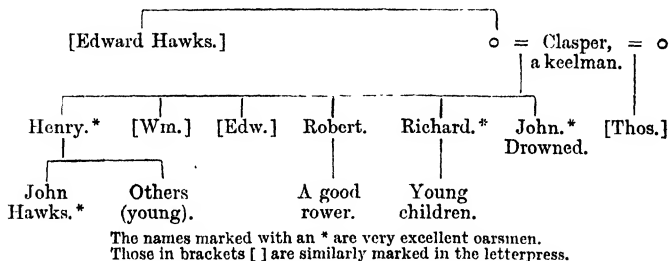 [Edward Hawks.] o = Clasper, = o
a keelman.
Henry.* [Wm.] [Edw.] Robert. Richard.* John.* [Thos.]
Drowned.
John Others A good Young
Hawks.* (young). rower. children.
The names marked with an * are very excellent oarsmen.
Those in brackets [ ] are similarly marked in the letterpress.